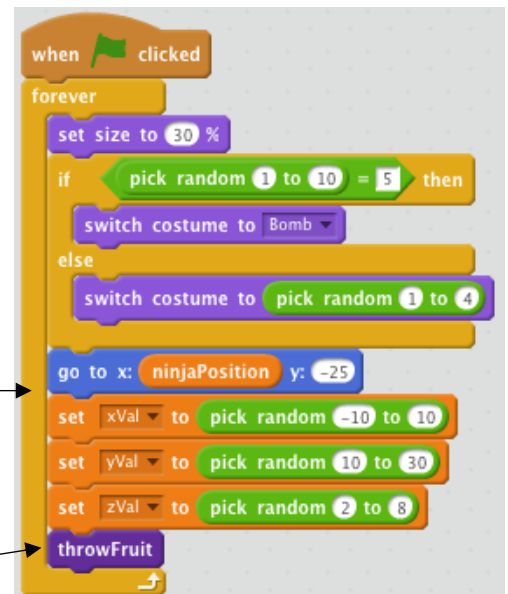 when clicked
forever
set size to 30 %
if pick random 1 to 10 = 5 then
switch costume to Bomb
else
switch costume to pick random 1 to 4
go to x: ninjaPosition y: -25
set xVal to pick random -10 to 10
set yVal to pick random 10 to 30
set zVal to pick random 2 to 8
throwFruit